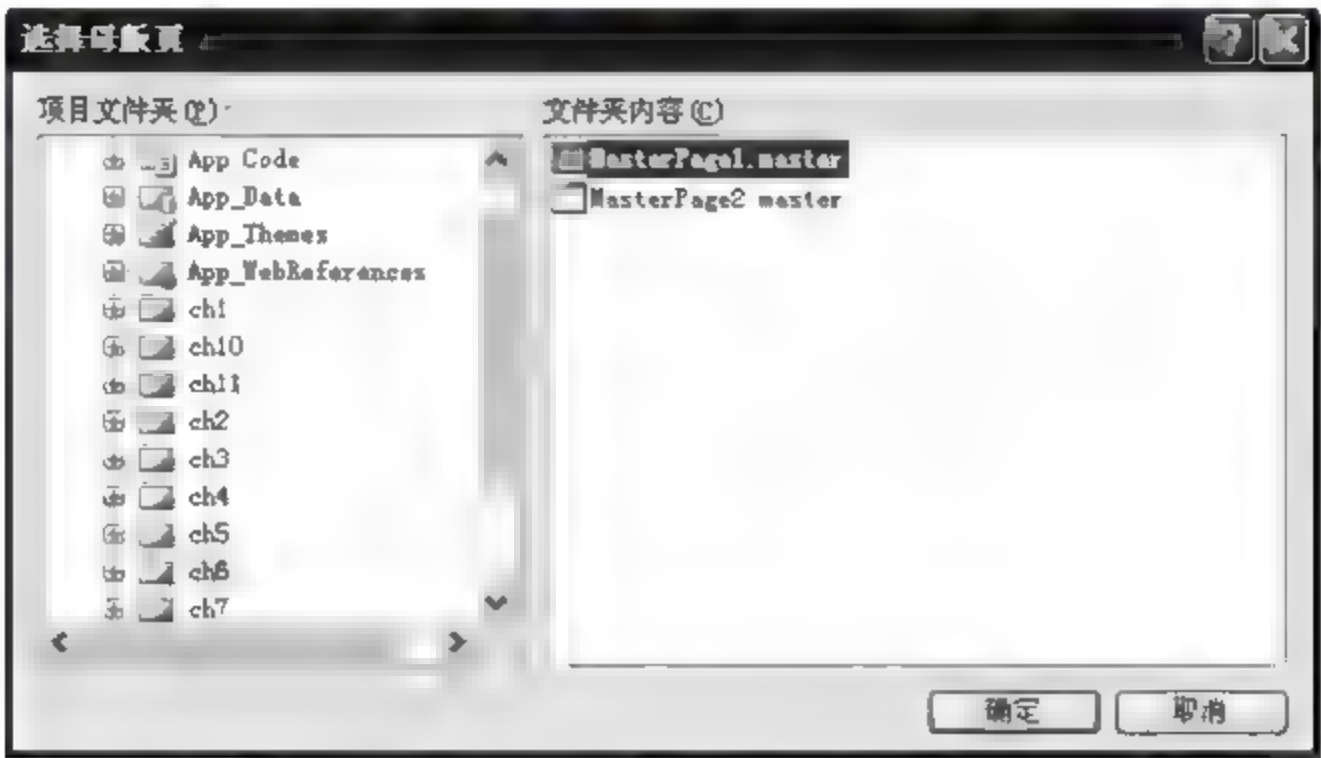 选择母版页
项目文件夹(P):
App_Code
App_Data
App_Themes
App_WebReferences
ch1
ch10
ch11
ch2
ch3
ch4
ch5
ch6
ch7
文件夹内容(C)
MasterPage1.master
MasterPage2.master
确定
取消